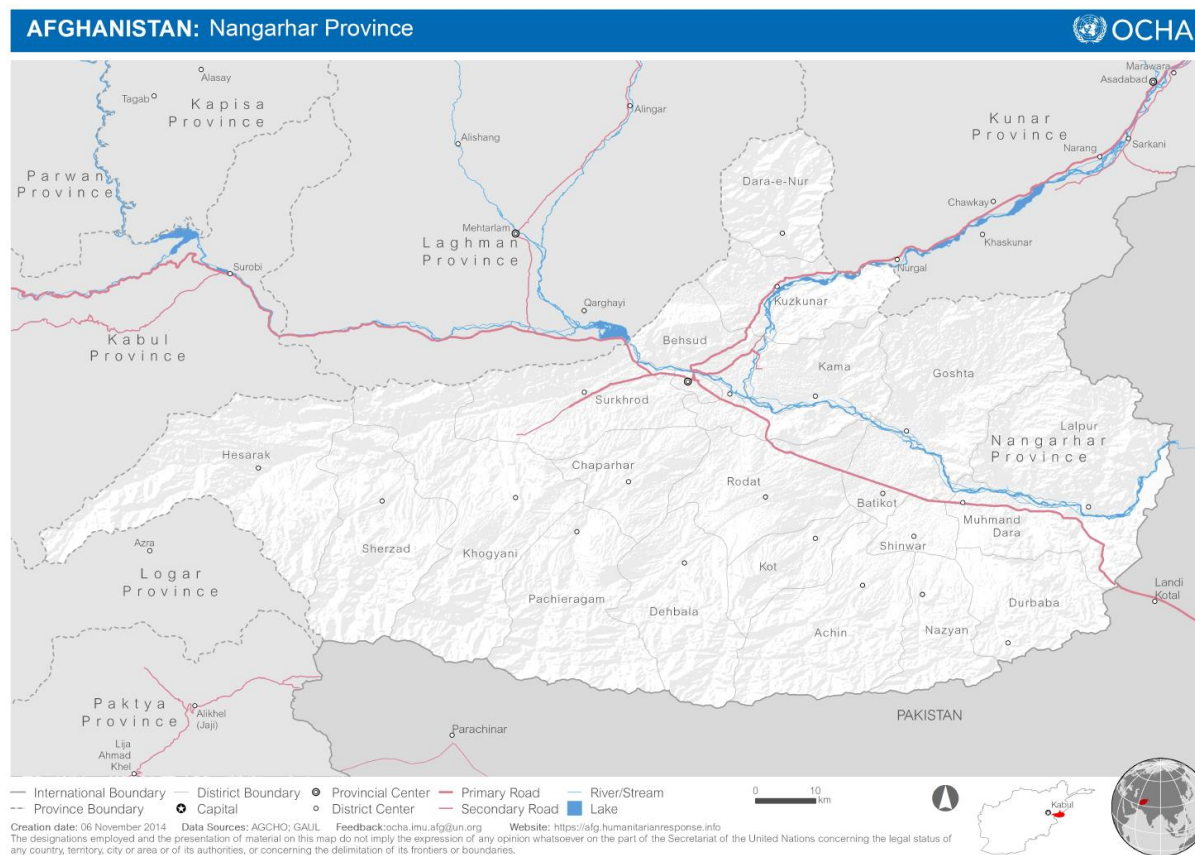 AFGHANISTAN: Nangarhar Province
OCHA
Marawara
Asadabad
Alasay
Tagab
Kapisa
Province
Alingar
Alishang
Kunar
Province
Narang
Sarkani
Parwan
Province
Dara-e-Nur
Chawkay
Mehtarlam
Laghman
Province
Khaskunar
Surobi
Nurgal
Kuzkunar
Qarghayi
Kabul
Province
Behsud
Kama
Goshta
Surkhrod
Lalpur
Nangarhar
Province
Hesarak
Chaparhar
Rodat
Batikot
Muhmand
Dara
Sherzad
Khogyani
Shinwar
Azra
Logar
Province
Kot
Pachieragam
Dehbala
Durbaba
Landi
Kotal
Achin
Nazyan
Paktya
Province
Alikhel
(Jaji)
PAKISTAN
Parachinar
Lija
Ahmad
Khel
International Boundary
Distirict Boundary
Provincial Center
Primary Road
River/Stream
Province Boundary
Capital
District Center
Secondary Road
Lake
0 10
km
Kabul
Creation date: 06 November 2014 Data Sources: AGCHO; GAUL Feedback:ocha.imu.afg@un.org Website: https://afg.humanitarianresponse.info
The designations employed and the presentation of material on this map do not imply the expression of any opinion whatsoever on the part of the Secretariat of the United Nations concerning the legal status of
any country, territory, city or area or of its authorities, or concerning the delimitation of its frontiers or boundaries.